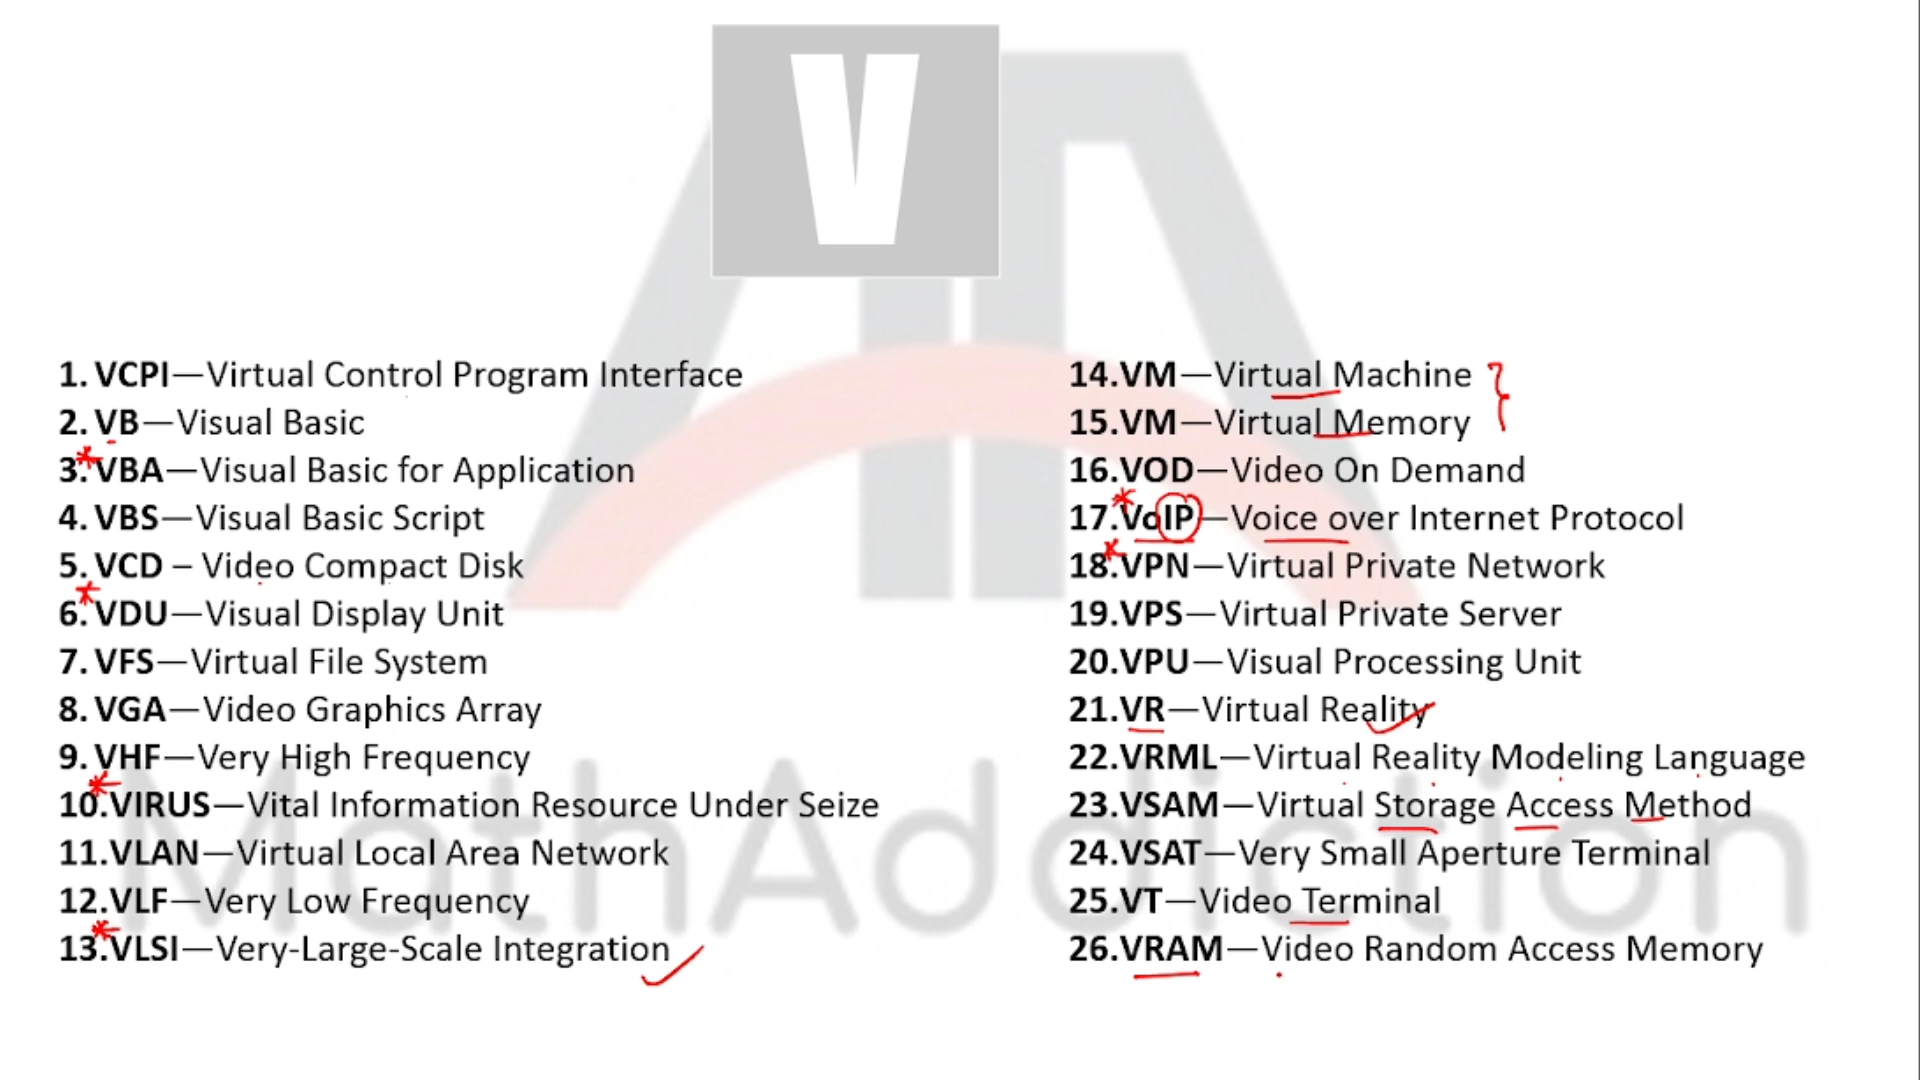 V
1. VCPI—Virtual Control Program Interface
2. VB—Visual Basic
3. VBA—Visual Basic for Application
4. VBS—Visual Basic Script
5. VCD – Video Compact Disk
6. VDU—Visual Display Unit
7. VFS—Virtual File System
8. VGA—Video Graphics Array
9. VHF—Very High Frequency
10.VIRUS—Vital Information Resource Under Seize
11.VLAN—Virtual Local Area Network
12.VLF—Very Low Frequency
13.VLSI—Very-Large-Scale Integration
14.VM—Virtual Machine
15.VM—Virtual Memory
16.VOD—Video On Demand
17.VoIP—Voice over Internet Protocol
18.VPN—Virtual Private Network
19.VPS—Virtual Private Server
20.VPU—Visual Processing Unit
21.VR—Virtual Reality
22.VRML—Virtual Reality Modeling Language
23.VSAM—Virtual Storage Access Method
24.VSAT—Very Small Aperture Terminal
25.VT—Video Terminal
26.VRAM—Video Random Access Memory
MathAddiction